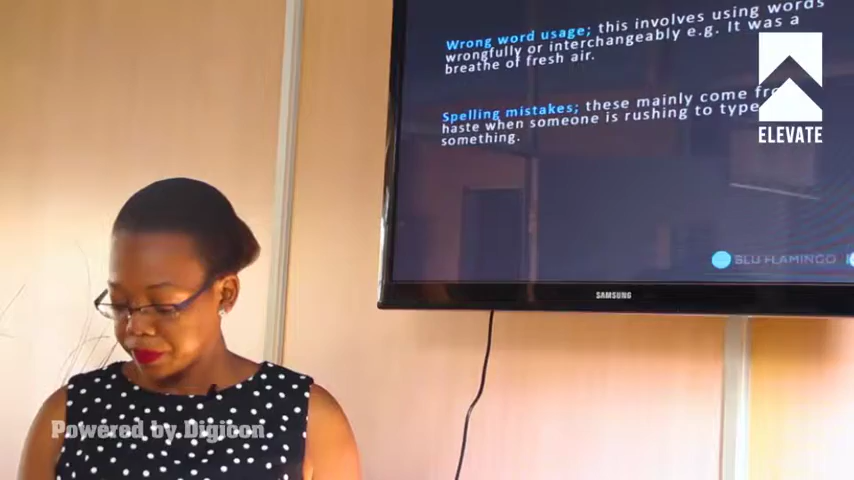 Wrong word usage; this involves using words
wrongfully or interchangeably e.g. It was a
breathe of fresh air.
Spelling mistakes; these mainly come
haste when someone is rushing to type
something.
ELEVATE
BLU FLAMINGO
SAMSUNG
Powered by Digicon